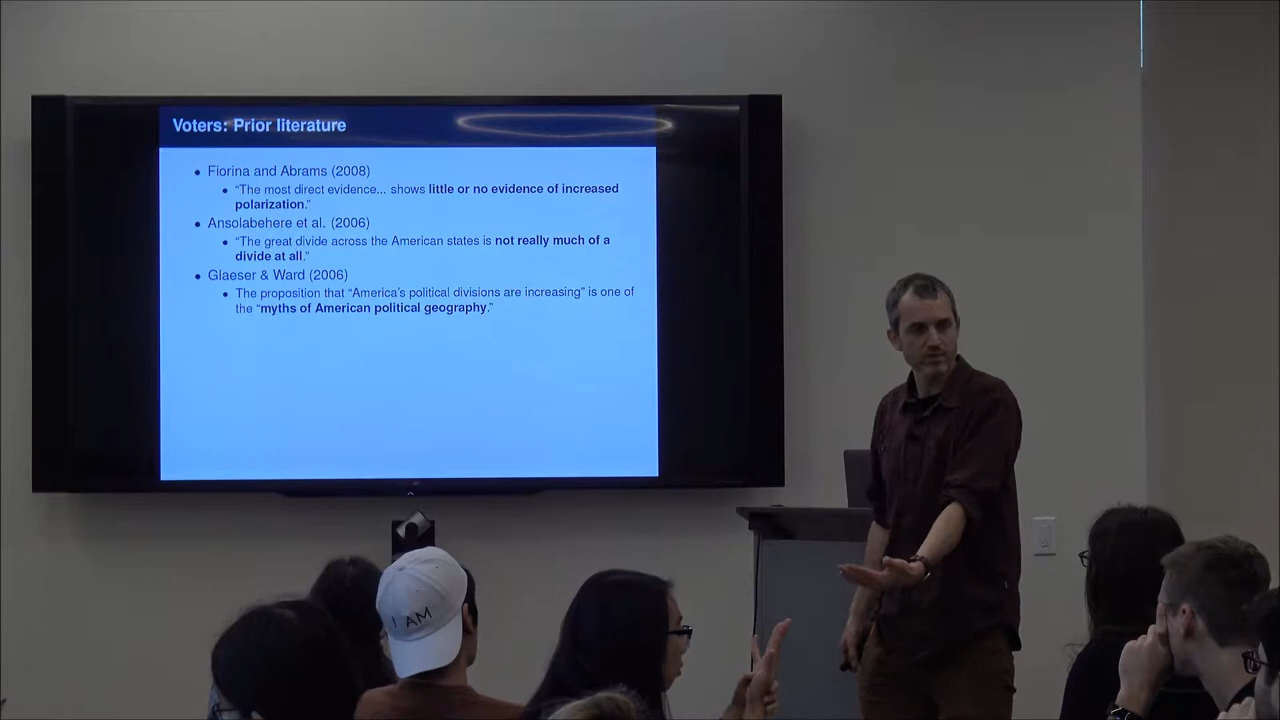 Voters: Prior literature
• Fiorina and Abrams (2008)
• “The most direct evidence... shows little or no evidence of increased
polarization.”
• Ansolabehere et al. (2006)
• “The great divide across the American states is not really much of a
divide at all.”
• Glaeser & Ward (2006)
• The proposition that “America’s political divisions are increasing” is one of
the “myths of American political geography.”
I AM